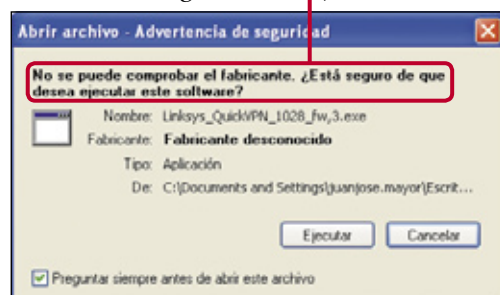 Abrir archivo - Advertencia de seguridad
No se puede comprobar el fabricante. ¿Está seguro de que
desea ejecutar este software?
Nombre: Linksys_QuickVPN_1028_fw,3.exe
Fabricante: Fabricante desconocido
Tipo: Aplicación
De: C:\Documents and Settings\juanjose.mayor\Escrit...
Ejecutar Cancelar
Preguntar siempre antes de abrir este archivo